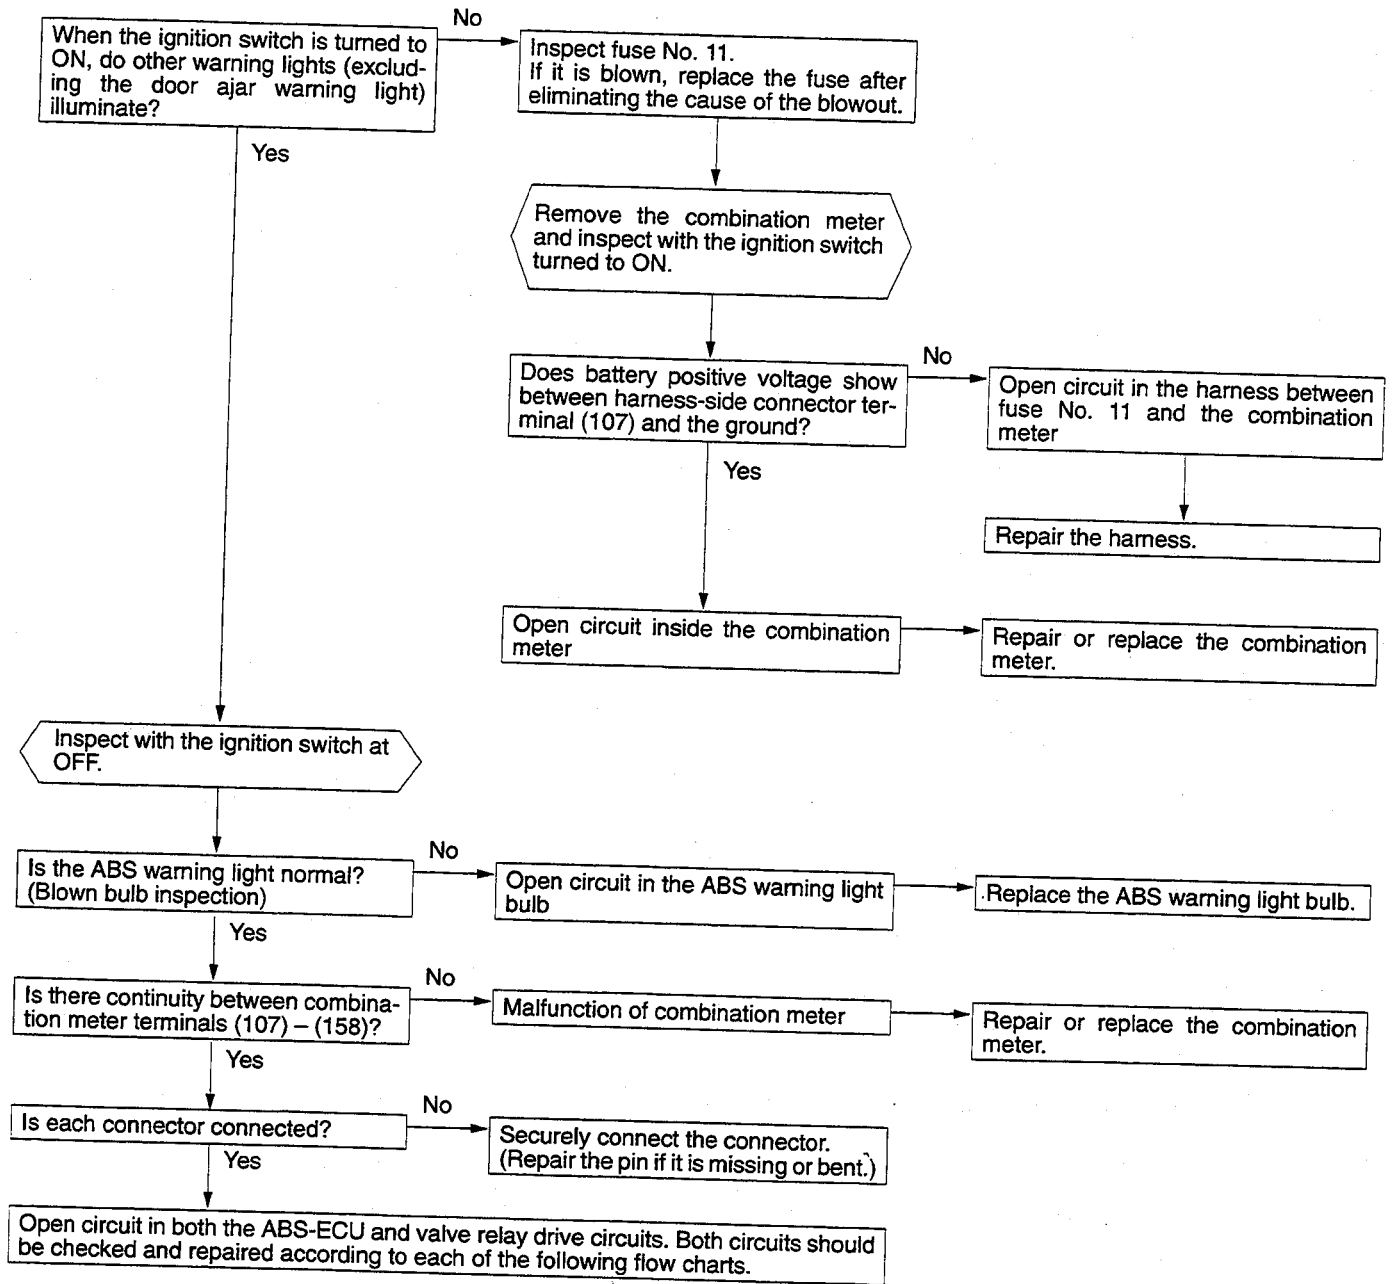 When the ignition switch is turned to
ON, do other warning lights (exclud-
ing the door ajar warning light)
illuminate?
No
Inspect fuse No. 11.
If it is blown, replace the fuse after
eliminating the cause of the blowout.
Yes
Remove the combination meter
and inspect with the ignition switch
turned to ON.
Does battery positive voltage show
between harness-side connector ter-
minal (107) and the ground?
No
Open circuit in the harness between
fuse No. 11 and the combination
meter
Yes
Repair the harness.
Open circuit inside the combination
meter
Repair or replace the combination
meter.
Inspect with the ignition switch at
OFF.
Is the ABS warning light normal?
(Blown bulb inspection)
No
Open circuit in the ABS warning light
bulb
Replace the ABS warning light bulb.
Yes
Is there continuity between combina-
tion meter terminals (107) – (158)?
No
Malfunction of combination meter
Repair or replace the combination
meter.
Yes
Is each connector connected?
No
Securely connect the connector.
(Repair the pin if it is missing or bent.)
Yes
Open circuit in both the ABS-ECU and valve relay drive circuits. Both circuits should
be checked and repaired according to each of the following flow charts.